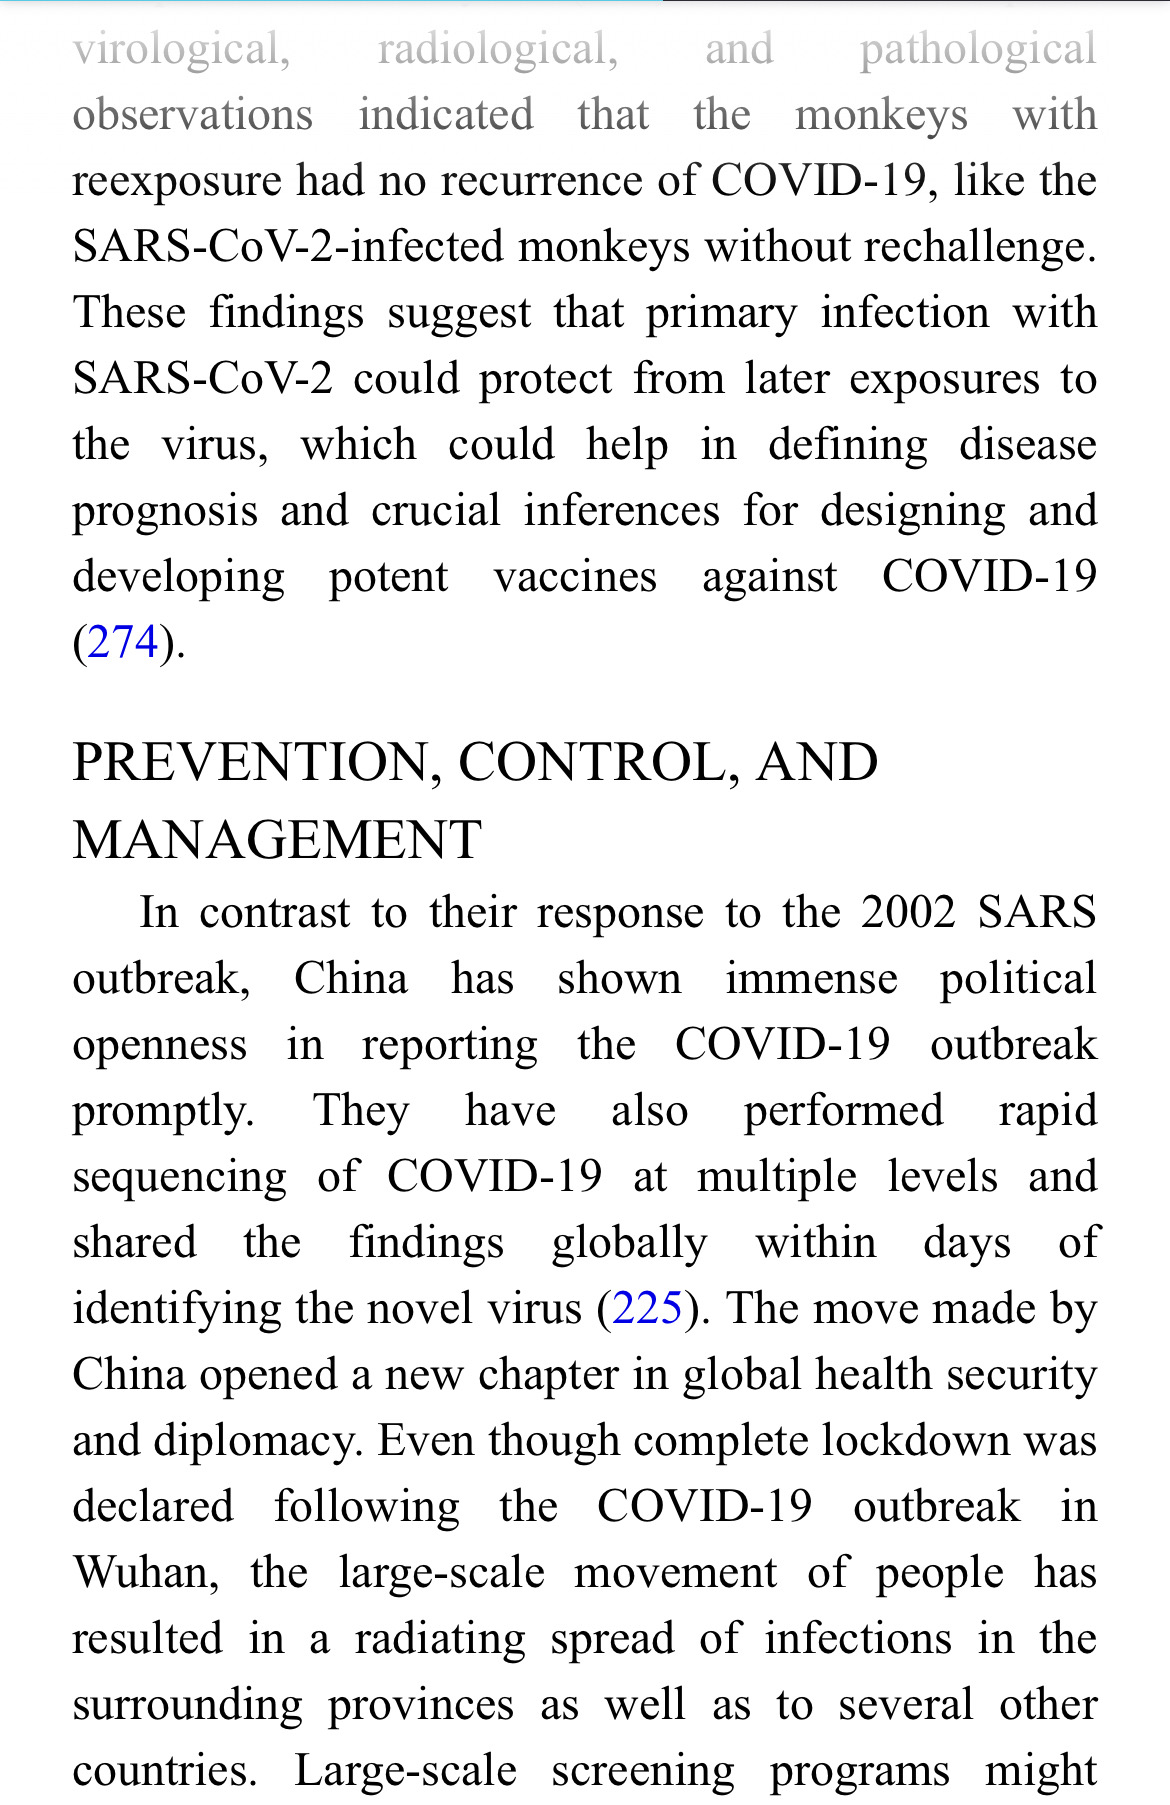 virological, radiological, and pathological
observations indicated that the monkeys with
reexposure had no recurrence of COVID-19, like the
SARS-CoV-2-infected monkeys without rechallenge.
These findings suggest that primary infection with
SARS-CoV-2 could protect from later exposures to
the virus, which could help in defining disease
prognosis and crucial inferences for designing and
developing potent vaccines against COVID-19
(274).
PREVENTION, CONTROL, AND
MANAGEMENT
In contrast to their response to the 2002 SARS
outbreak, China has shown immense political
openness in reporting the COVID-19 outbreak
promptly. They have also performed rapid
sequencing of COVID-19 at multiple levels and
shared the findings globally within days of
identifying the novel virus (225). The move made by
China opened a new chapter in global health security
and diplomacy. Even though complete lockdown was
declared following the COVID-19 outbreak in
Wuhan, the large-scale movement of people has
resulted in a radiating spread of infections in the
surrounding provinces as well as to several other
countries. Large-scale screening programs might